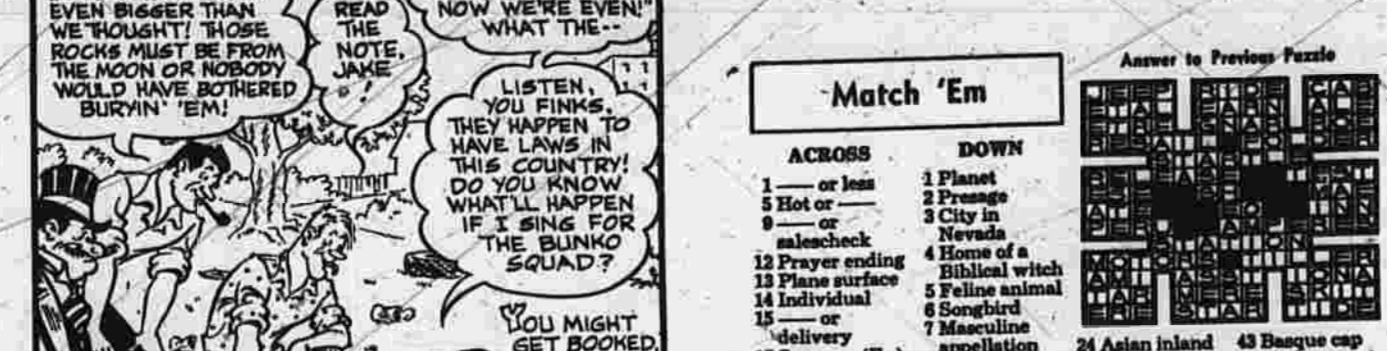 EVEN BIGGER THAN
WE THOUGHT! THOSE
ROCKS MUST BE FROM
THE MOON OR NOBODY
WOULD HAVE BOTHERED
BURYIN' 'EM!
READ
THE
NOTE,
JAKE
!
NOW WE'RE EVEN!"
WHAT THE--
LISTEN,
YOU FINKS,
THEY HAPPEN TO
HAVE LAWS IN
THIS COUNTRY!
DO YOU KNOW
WHAT'LL HAPPEN
IF I SING FOR
THE BUNKO
SQUAD?
YOU MIGHT
GET BOOKED,
Match 'Em
ACROSS
1 — or less
5 Hot or —
9 — or
salescheck
12 Prayer ending
13 Plane surface
14 Individual
15 — or
delivery
DOWN
1 Planet
2 Presage
3 City in
Nevada
4 Home of a
Biblical witch
5 Feline animal
6 Songbird
7 Masculine
appellation
Answer to Previous Puzzle
24 Asian inland
43 Basque cap